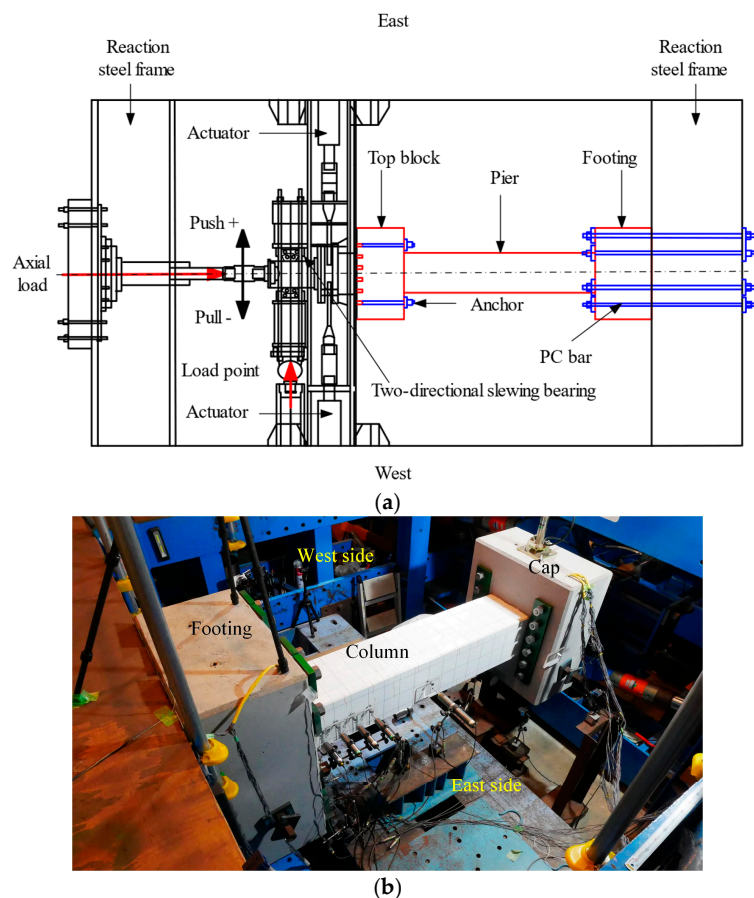 East
Reaction
steel frame
Reaction
steel frame
Actuator
Top block
Footing
Pier
Push +
Axial
load
Pull -
Anchor
PC bar
Load point
Two-directional slewing bearing
Actuator
West
(a)
West side
Cap
Footing
Column
East side
(b)